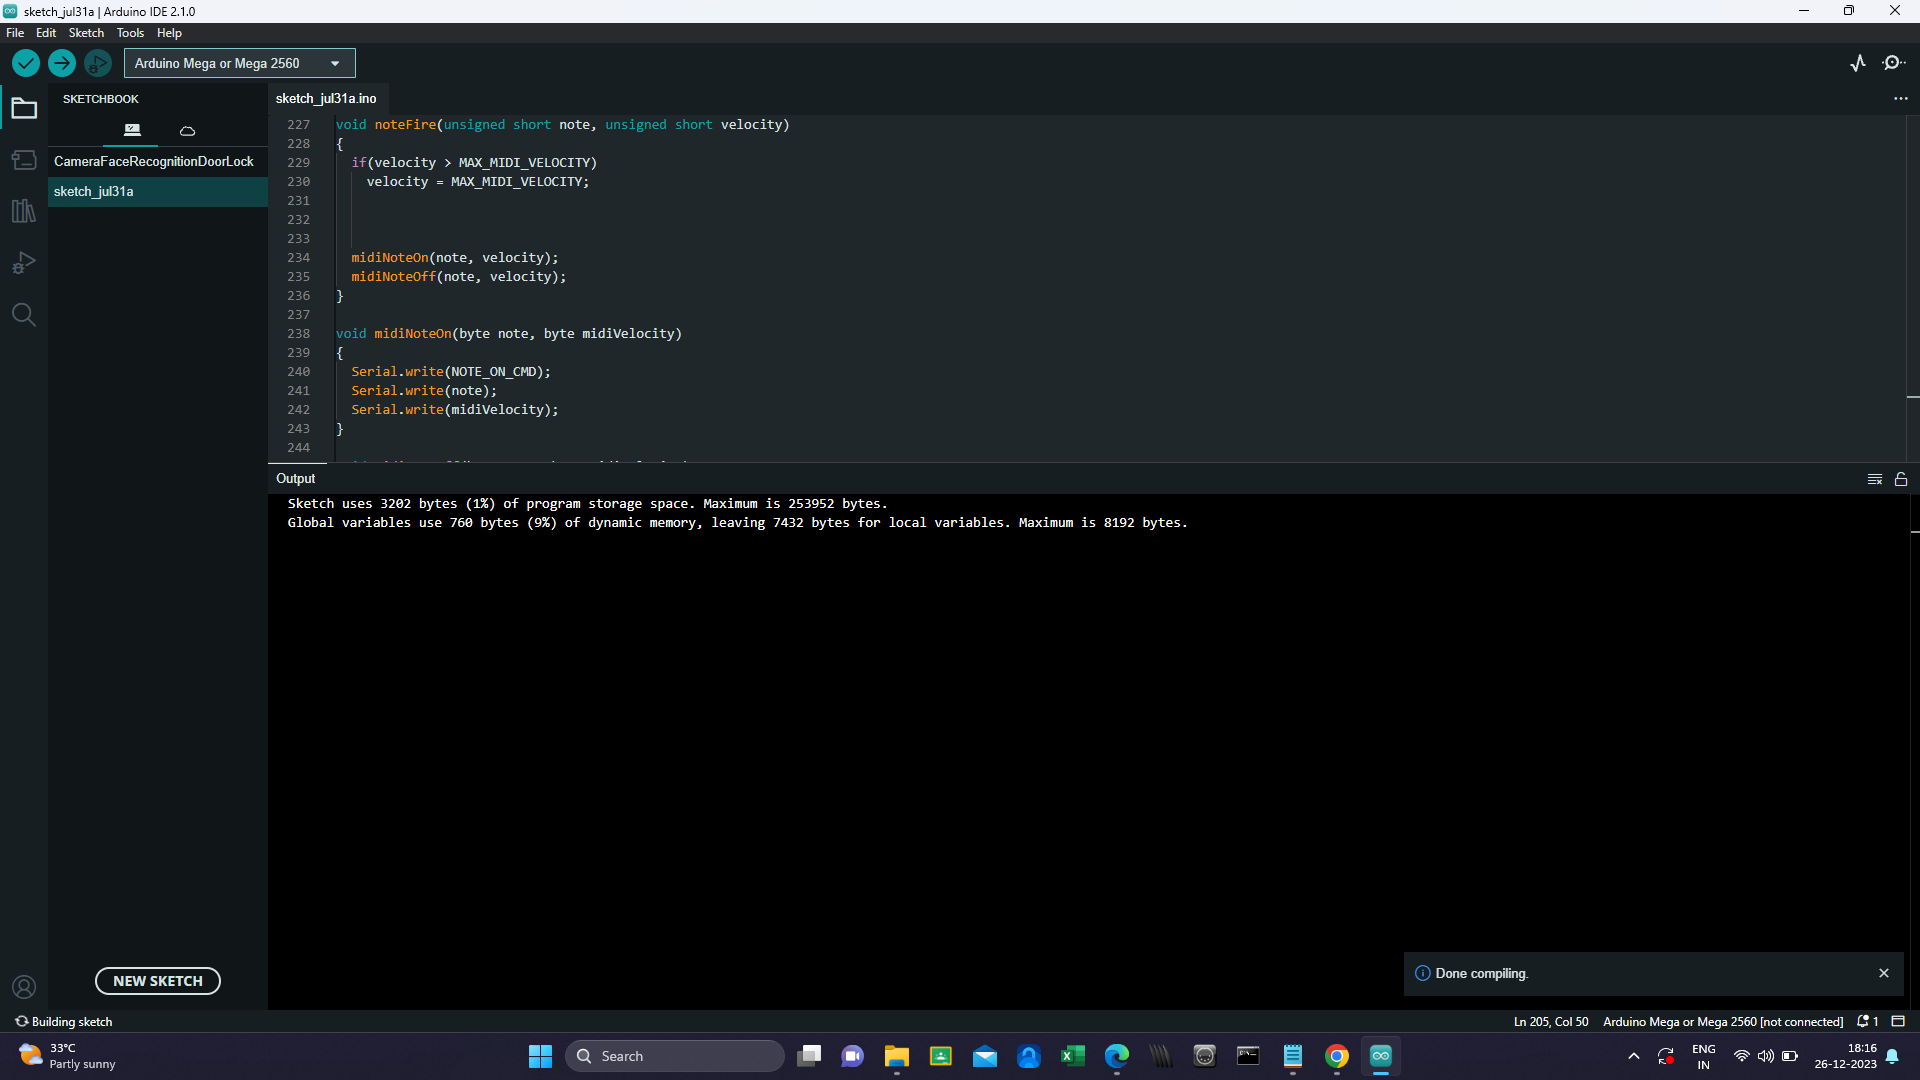 sketch_jul31a | Arduino IDE 2.1.0
File Edit Sketch Tools Help
Arduino Mega or Mega 2560
SKETCHBOOK
CameraFaceRecognitionDoorLock
sketch_jul31a
NEW SKETCH
sketch_jul31a.ino
227 void noteFire(unsigned short note, unsigned short velocity)
228 {
229 if(velocity > MAX_MIDI_VELOCITY)
230 velocity = MAX_MIDI_VELOCITY;
231
232
233
234 midiNoteOn(note, velocity);
235 midiNoteOff(note, velocity);
236 }
237
238 void midiNoteOn(byte note, byte midiVelocity)
239 {
240 Serial.write(NOTE_ON_CMD);
241 Serial.write(note);
242 Serial.write(midiVelocity);
243 }
244
Output
Sketch uses 3202 bytes (1%) of program storage space. Maximum is 253952 bytes.
Global variables use 760 bytes (9%) of dynamic memory, leaving 7432 bytes for local variables. Maximum is 8192 bytes.
Done compiling.
Building sketch
Ln 205, Col 50 Arduino Mega or Mega 2560 [not connected] 1
33°C
Partly sunny
Search
ENG
IN
18:16
26-12-2023